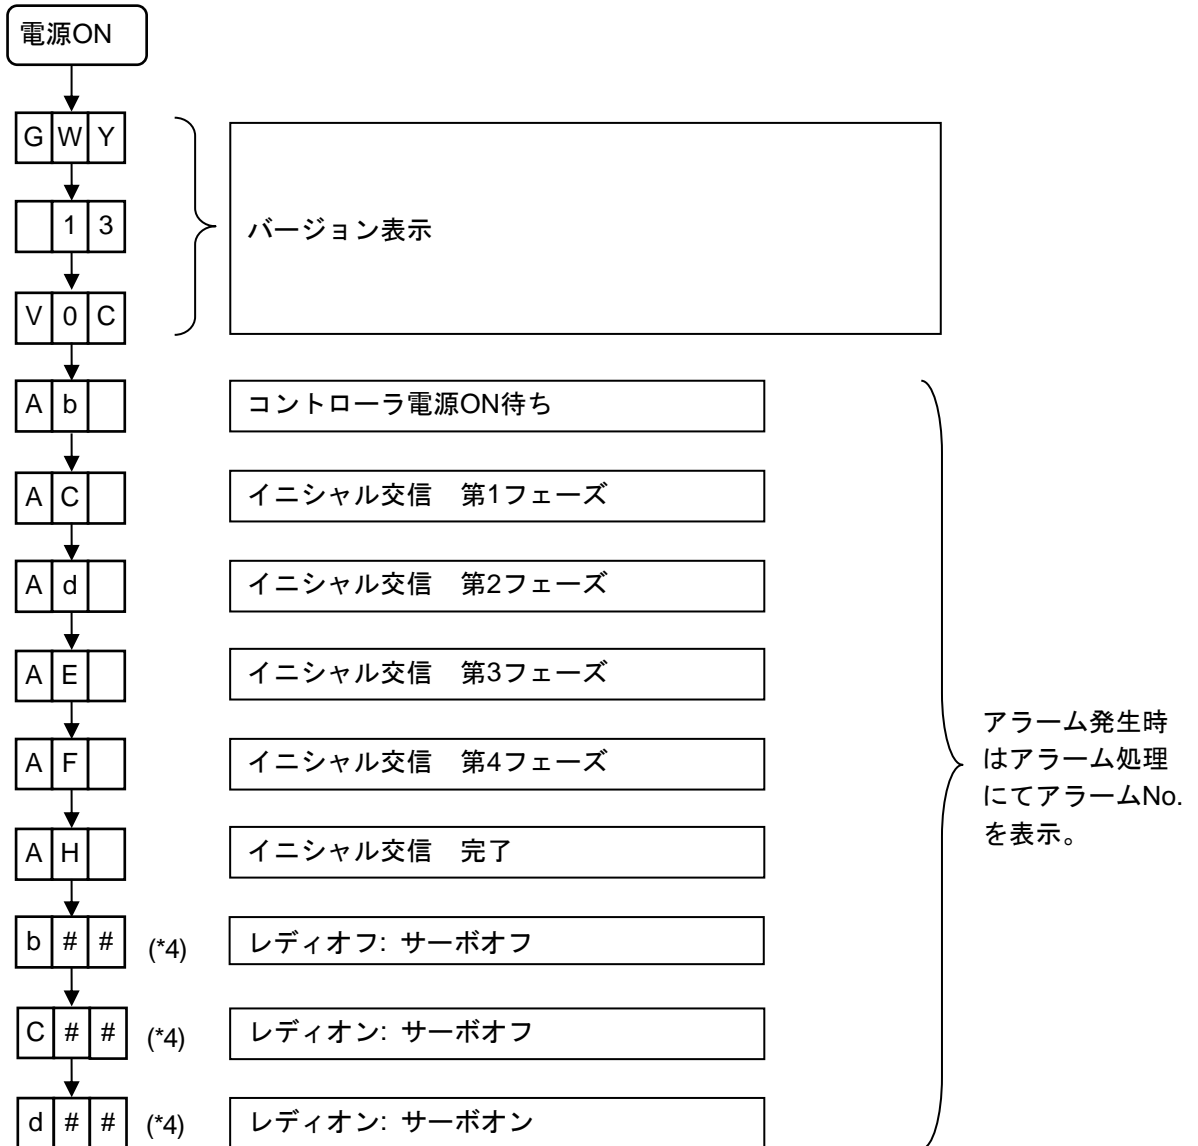 電源ON
G W Y
1 3
バージョン表示
V 0 C
A b
コントローラ電源ON待ち
A C
イニシャル交信　第1フェーズ
A d
イニシャル交信　第2フェーズ
A E
イニシャル交信　第3フェーズ
A F
イニシャル交信　第4フェーズ
A H
イニシャル交信　完了
b # # (*4)
レディオフ: サーボオフ
C # # (*4)
レディオン: サーボオフ
d # # (*4)
レディオン: サーボオン
アラーム発生時
はアラーム処理
にてアラームNo.
を表示。